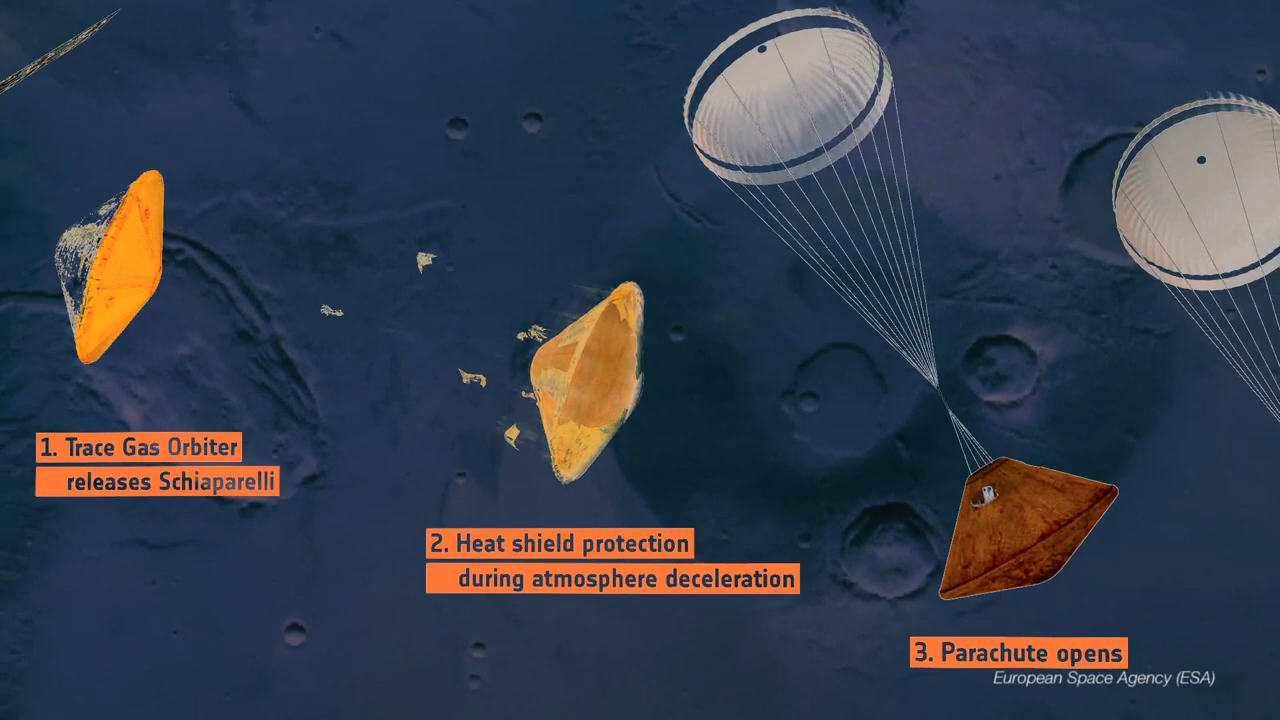 1. Trace Gas Orbiter
releases Schiaparelli
2. Heat shield protection
during atmosphere deceleration
3. Parachute opens
European Space Agency (ESA)